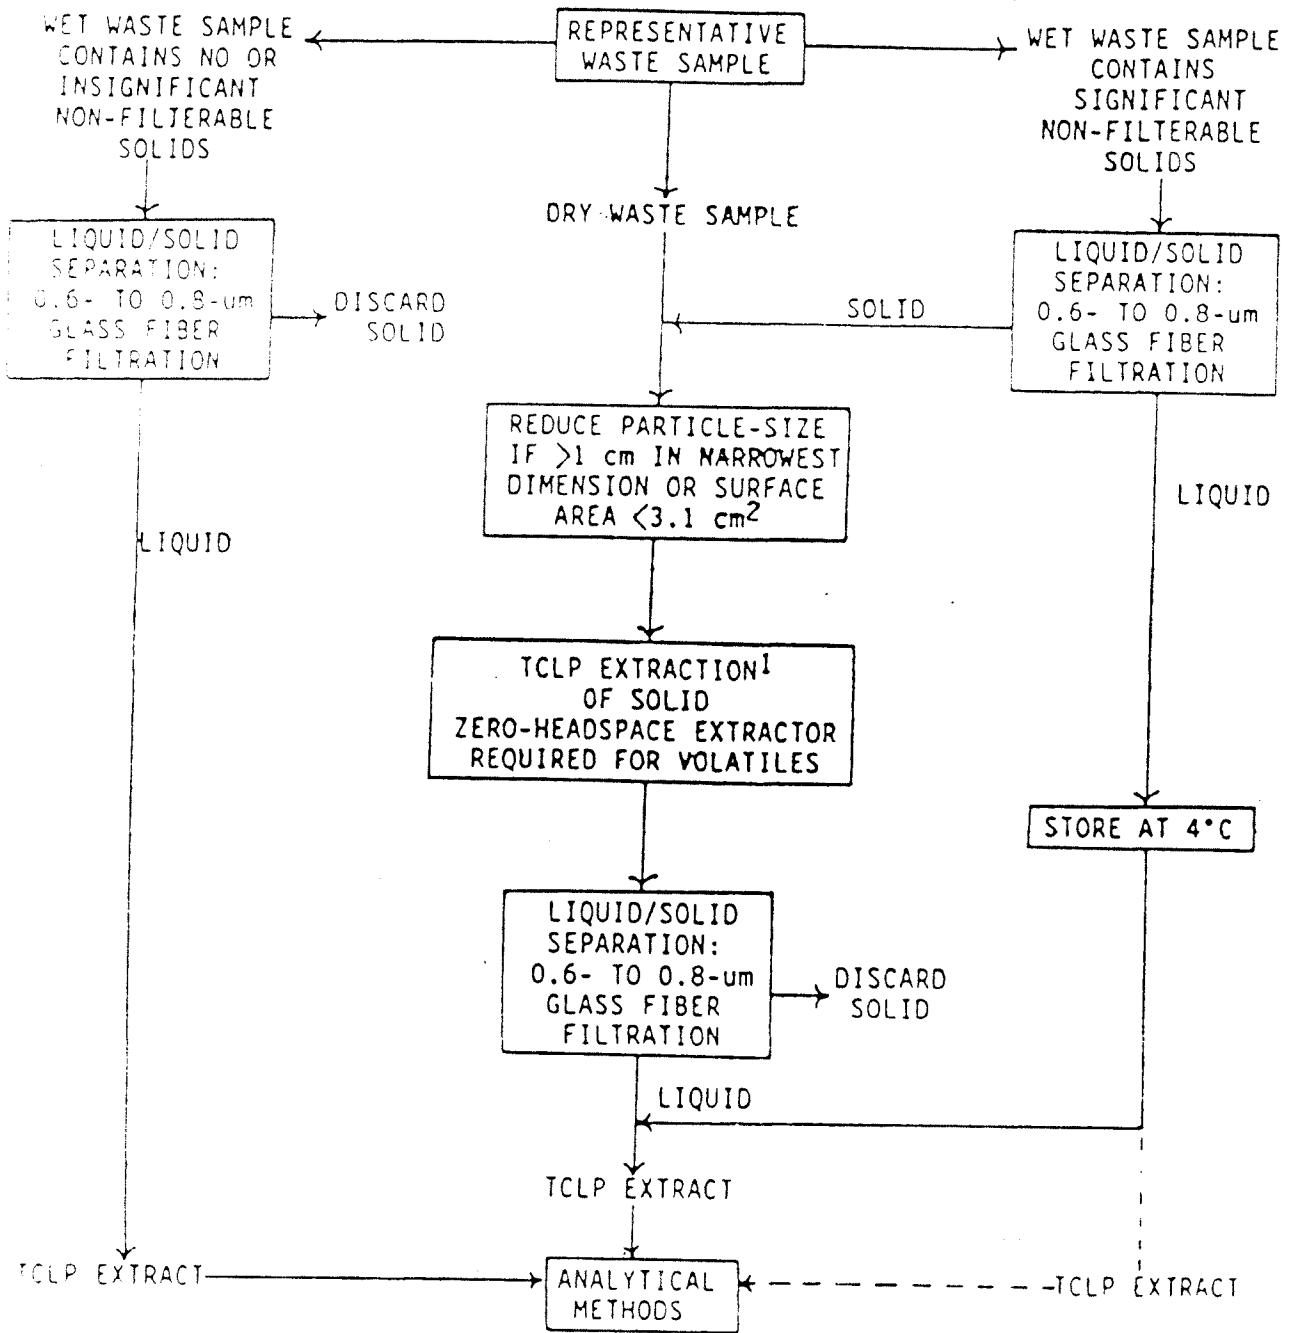 WET WASTE SAMPLE
CONTAINS NO OR
INSIGNIFICANT
NON-FILTERABLE
SOLIDS
REPRESENTATIVE
WASTE SAMPLE
WET WASTE SAMPLE
CONTAINS
SIGNIFICANT
NON-FILTERABLE
SOLIDS
DRY WASTE SAMPLE
LIQUID/SOLID
SEPARATION:
0.6- TO 0.8-um
GLASS FIBER
FILTRATION
DISCARD
SOLID
SOLID
LIQUID/SOLID
SEPARATION:
0.6- TO 0.8-um
GLASS FIBER
FILTRATION
REDUCE PARTICLE-SIZE
IF >1 cm IN NARROWEST
DIMENSION OR SURFACE
AREA <3.1 cm²
LIQUID
LIQUID
TCLP EXTRACTION¹
OF SOLID
ZERO-HEADSPACE EXTRACTOR
REQUIRED FOR VOLATILES
STORE AT 4°C
LIQUID/SOLID
SEPARATION:
0.6- TO 0.8-um
GLASS FIBER
FILTRATION
DISCARD
SOLID
LIQUID
TCLP EXTRACT
TCLP EXTRACT
ANALYTICAL
METHODS
TCLP EXTRACT